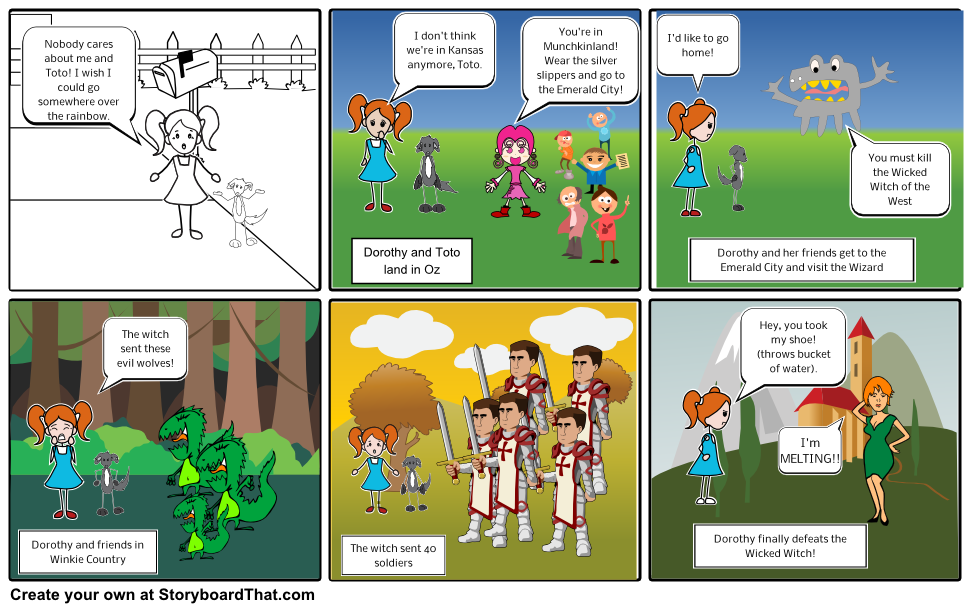 Nobody cares
about me and
Toto! I wish I
could go
somewhere over
the rainbow.
I don't think
we're in Kansas
anymore, Toto.
You're in
Munchkinland!
Wear the silver
slippers and go to
the Emerald City!
Dorothy and Toto
land in Oz
I'd like to go
home!
You must kill
the Wicked
Witch of the
West
Dorothy and her friends get to the
Emerald City and visit the Wizard
The witch
sent these
evil wolves!
Dorothy and friends in
Winkie Country
The witch sent 40
soldiers
Hey, you took
my shoe!
(throws bucket
of water).
I'm
MELTING!!
Dorothy finally defeats the
Wicked Witch!
Create your own at StoryboardThat.com